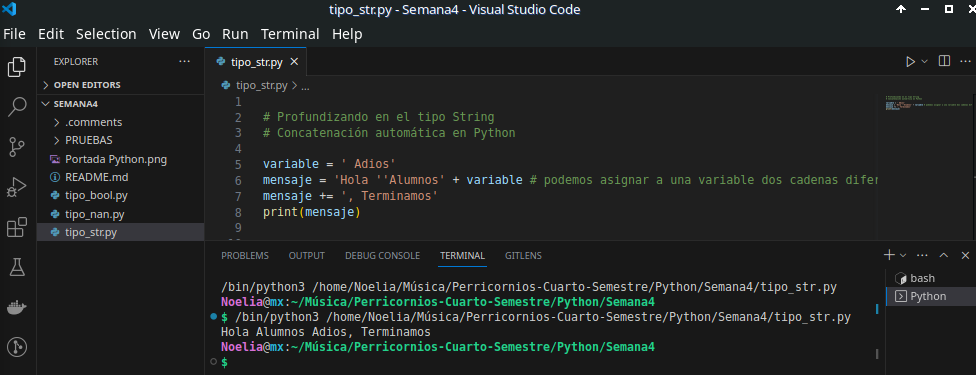 tipo_str.py - Semana4 - Visual Studio Code
File Edit Selection View Go Run Terminal Help
EXPLORER
OPEN EDITORS
SEMANA4
.comments
PRUEBAS
Portada Python.png
README.md
tipo_bool.py
tipo_nan.py
tipo_str.py
tipo_str.py
tipo_str.py > ...
1
2 # Profundizando en el tipo String
3 # Concatenación automática en Python
4
5 variable = ' Adios'
6 mensaje = 'Hola ''Alumnos' + variable # podemos asignar a una variable dos cadenas difer
7 mensaje += ', Terminamos'
8 print(mensaje)
9
PROBLEMS OUTPUT DEBUG CONSOLE TERMINAL GITLENS
/bin/python3 /home/Noelia/Música/Perricornios-Cuarto-Semestre/Python/Semana4/tipo_str.py
Noelia@mx:~/Música/Perricornios-Cuarto-Semestre/Python/Semana4
$ /bin/python3 /home/Noelia/Música/Perricornios-Cuarto-Semestre/Python/Semana4/tipo_str.py
Hola Alumnos Adios, Terminamos
Noelia@mx:~/Música/Perricornios-Cuarto-Semestre/Python/Semana4
$
bash
Python